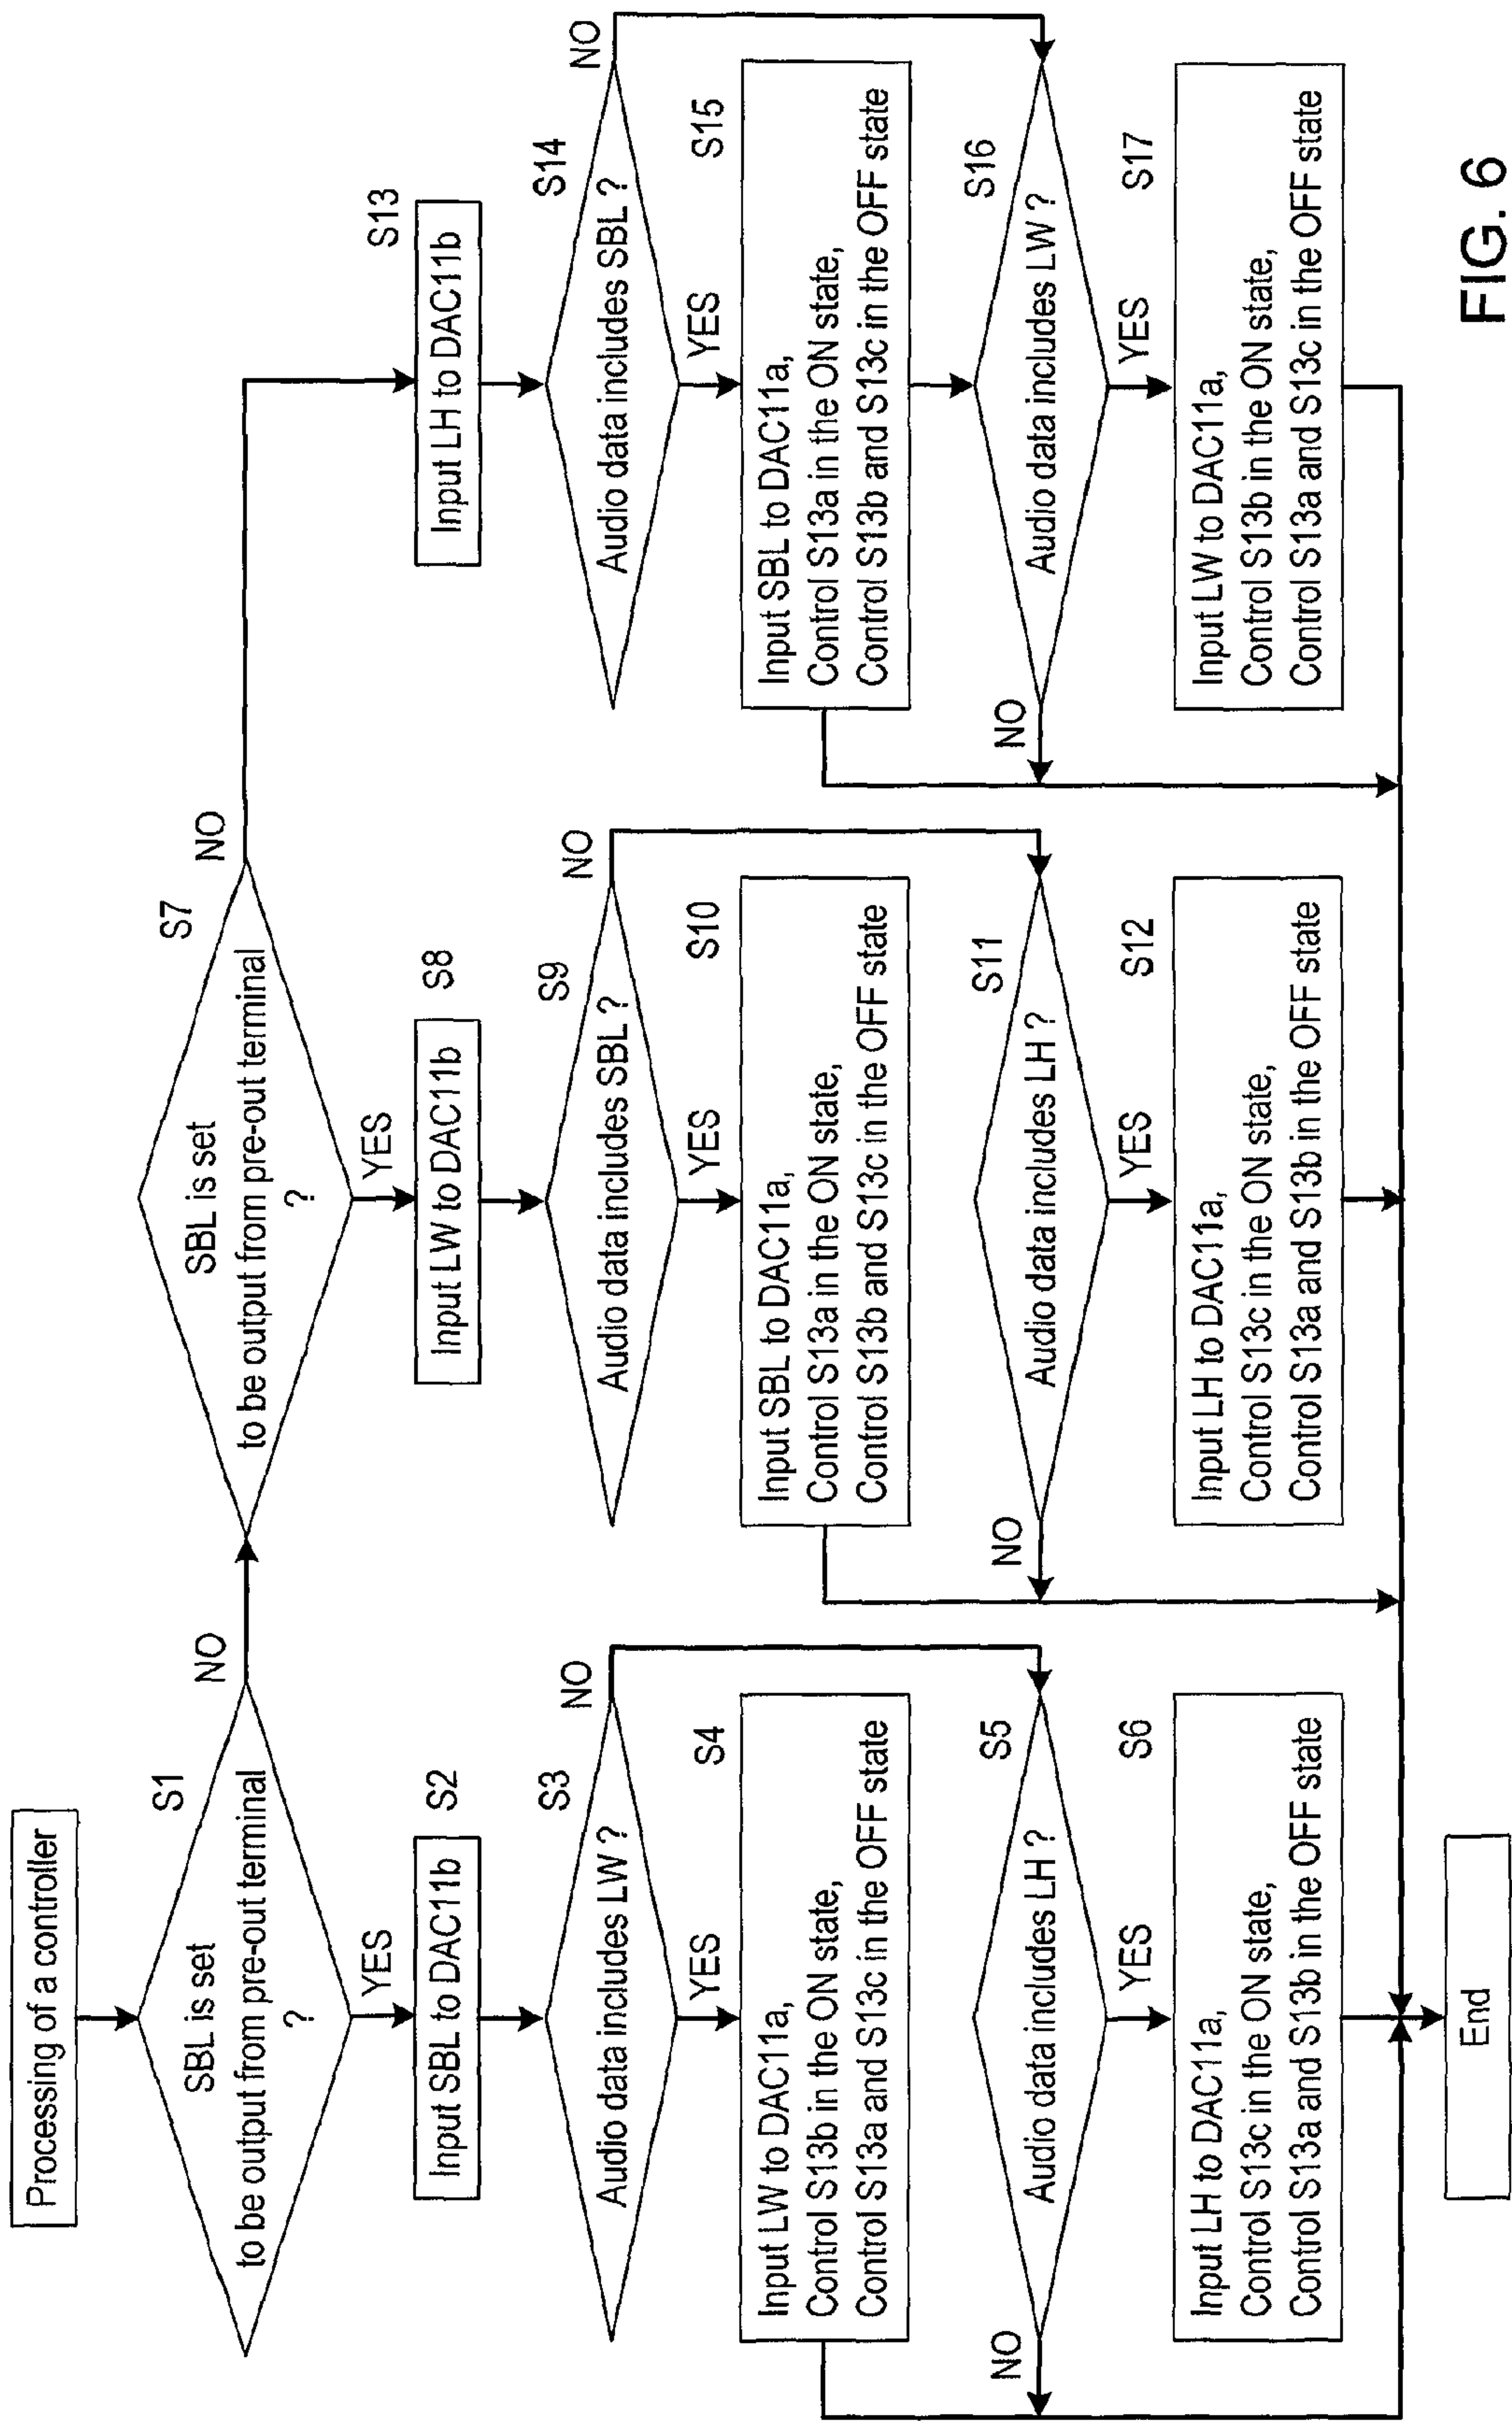 Processing of a controller
S1
SBL is set
to be output from pre-out terminal
?
NO
YES
S2
Input SBL to DAC11b
S3
Audio data includes LW ?
NO
YES
S4
Input LW to DAC11a,
Control S13b in the ON state,
Control S13a and S13c in the OFF state
S5
Audio data includes LH ?
NO
YES
S6
Input LH to DAC11a,
Control S13c in the ON state,
Control S13a and S13b in the OFF state
End
S7
SBL is set
to be output from pre-out terminal
?
NO
YES
S8
Input LW to DAC11b
S9
Audio data includes SBL ?
NO
YES
S10
Input SBL to DAC11a,
Control S13a in the ON state,
Control S13b and S13c in the OFF state
S11
Audio data includes LH ?
NO
YES
S12
Input LH to DAC11a,
Control S13c in the ON state,
Control S13a and S13b in the OFF state
S13
Input LH to DAC11b
S14
Audio data includes SBL ?
NO
YES
S15
Input SBL to DAC11a,
Control S13a in the ON state,
Control S13b and S13c in the OFF state
S16
Audio data includes LW ?
NO
YES
S17
Input LW to DAC11a,
Control S13b in the ON state,
Control S13a and S13c in the OFF state
FIG. 6